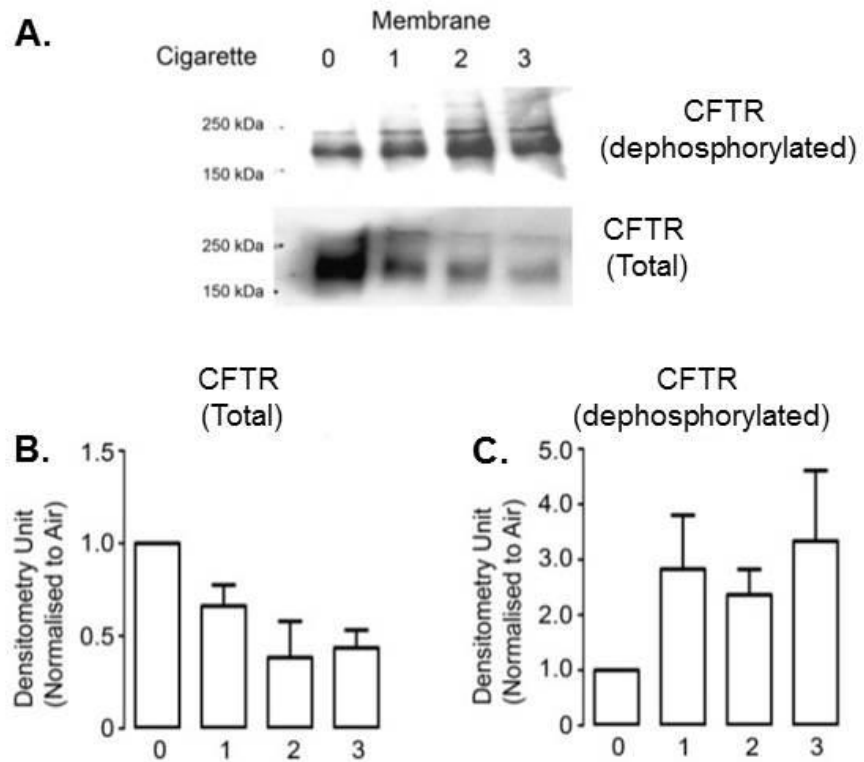 A.
Membrane
Cigarette 0 1 2 3
250 kDa
150 kDa
CFTR
(dephosphorylated)
250 kDa
150 kDa
CFTR
(Total)
CFTR
(Total)
B.
Densitometry Unit
(Normalised to Air)
1.5
1.0
0.5
0
0 1 2 3
CFTR
(dephosphorylated)
C.
Densitometry Unit
(Normalised to Air)
5.0
4.0
3.0
2.0
1.0
0
0 1 2 3